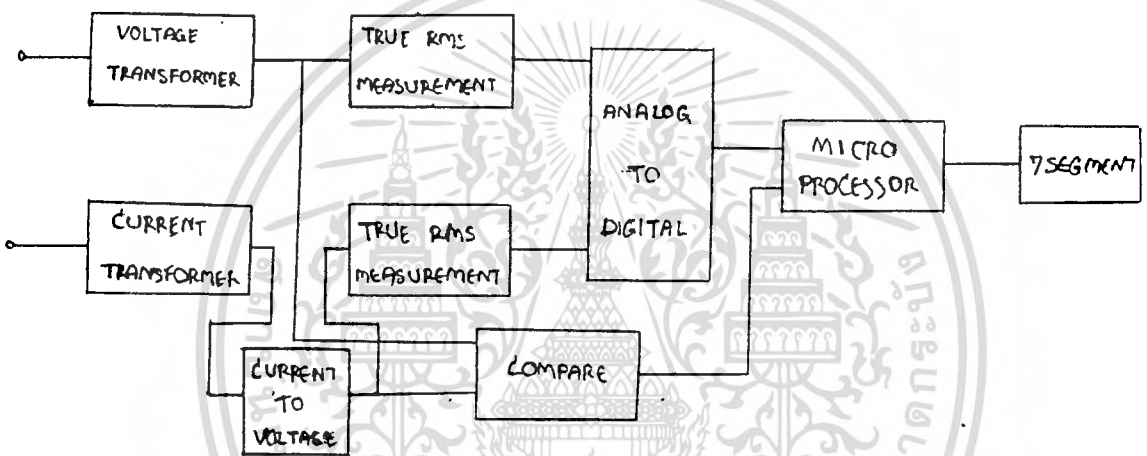 VOLTAGE
TRANSFORMER
TRUE RMS
MEASUREMENT
ANALOG
TO
DIGITAL
MICRO
PROCESSOR
7SEGMENT
CURRENT
TRANSFORMER
TRUE RMS
MEASUREMENT
CURRENT
TO
VOLTAGE
COMPARE